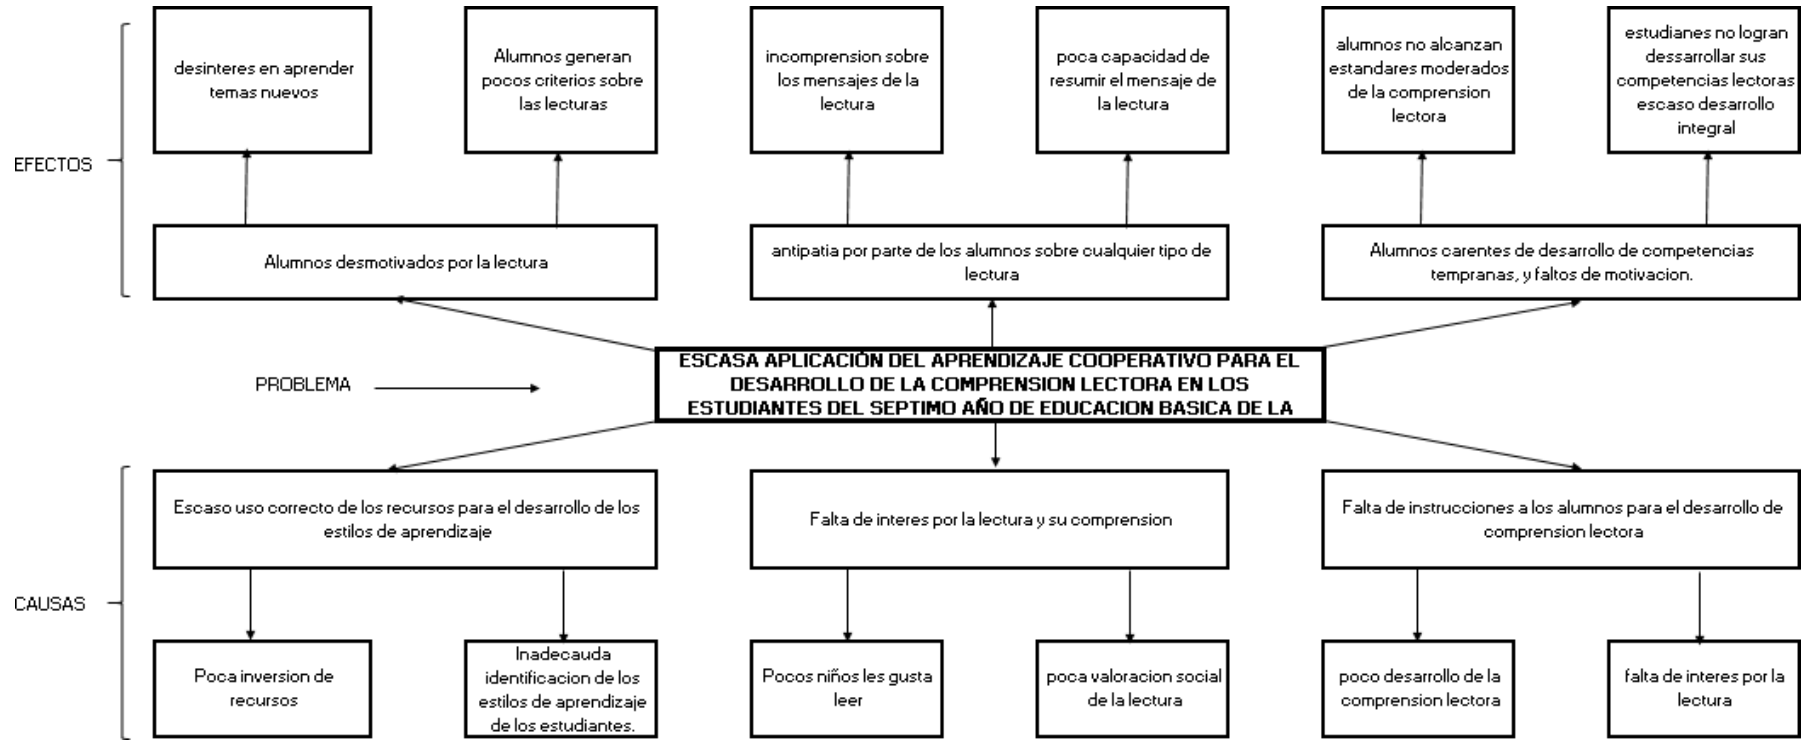 desinteres en aprender
temas nuevos
Alumnos generan
pocos criterios sobre
las lecturas
incomprension sobre
los mensajes de la
lectura
poca capacidad de
resumir el mensaje de
la lectura
alumnos no alcanzan
estandares moderados
de la comprension
lectora
estudianes no logran
dessarrollar sus
competencias lectoras
escaso desarrollo
integral
EFECTOS
Alumnos desmotivados por la lectura
antipatia por parte de los alumnos sobre cualquier tipo de
lectura
Alumnos carentes de desarrollo de competencias
tempranas, y faltos de motivacion.
PROBLEMA
ESCASA APLICACIÓN DEL APRENDIZAJE COOPERATIVO PARA EL
DESARROLLO DE LA COMPRENSION LECTORA EN LOS
ESTUDIANTES DEL SEPTIMO AÑO DE EDUCACION BASICA DE LA
Escaso uso correcto de los recursos para el desarrollo de los
estilos de aprendizaje
Falta de interes por la lectura y su comprension
Falta de instrucciones a los alumnos para el desarrollo de
comprension lectora
CAUSAS
Poca inversion de
recursos
Inadecauda
identificacion de los
estilos de aprendizaje
de los estudiantes.
Pocos niños les gusta
leer
poca valoracion social
de la lectura
poco desarrollo de la
comprension lectora
falta de interes por la
lectura